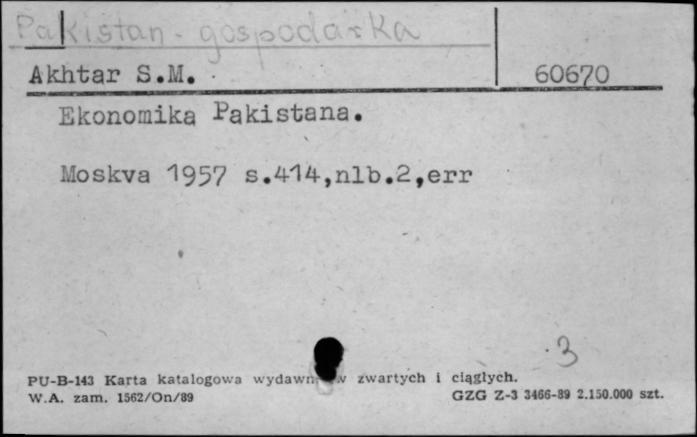 Pakistan - gospodarka
Akhtar S.M. 60670
Ekonomika Pakistana.
Moskva 1957 s.414,nlb.2,err
3
PU-B-143 Karta katalogowa zwartych i ciągłych.
W.A. zam. 1562/On/89 GZG Z-3 3466-89 2.150.000 szt.